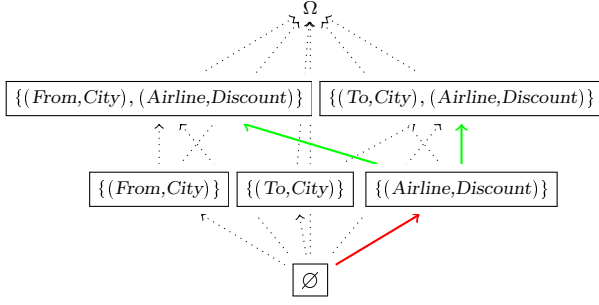 Ω
{(From,City), (Airline,Discount)} {(To,City), (Airline,Discount)}
{(From,City)} {(To,City)} {(Airline,Discount)}
∅